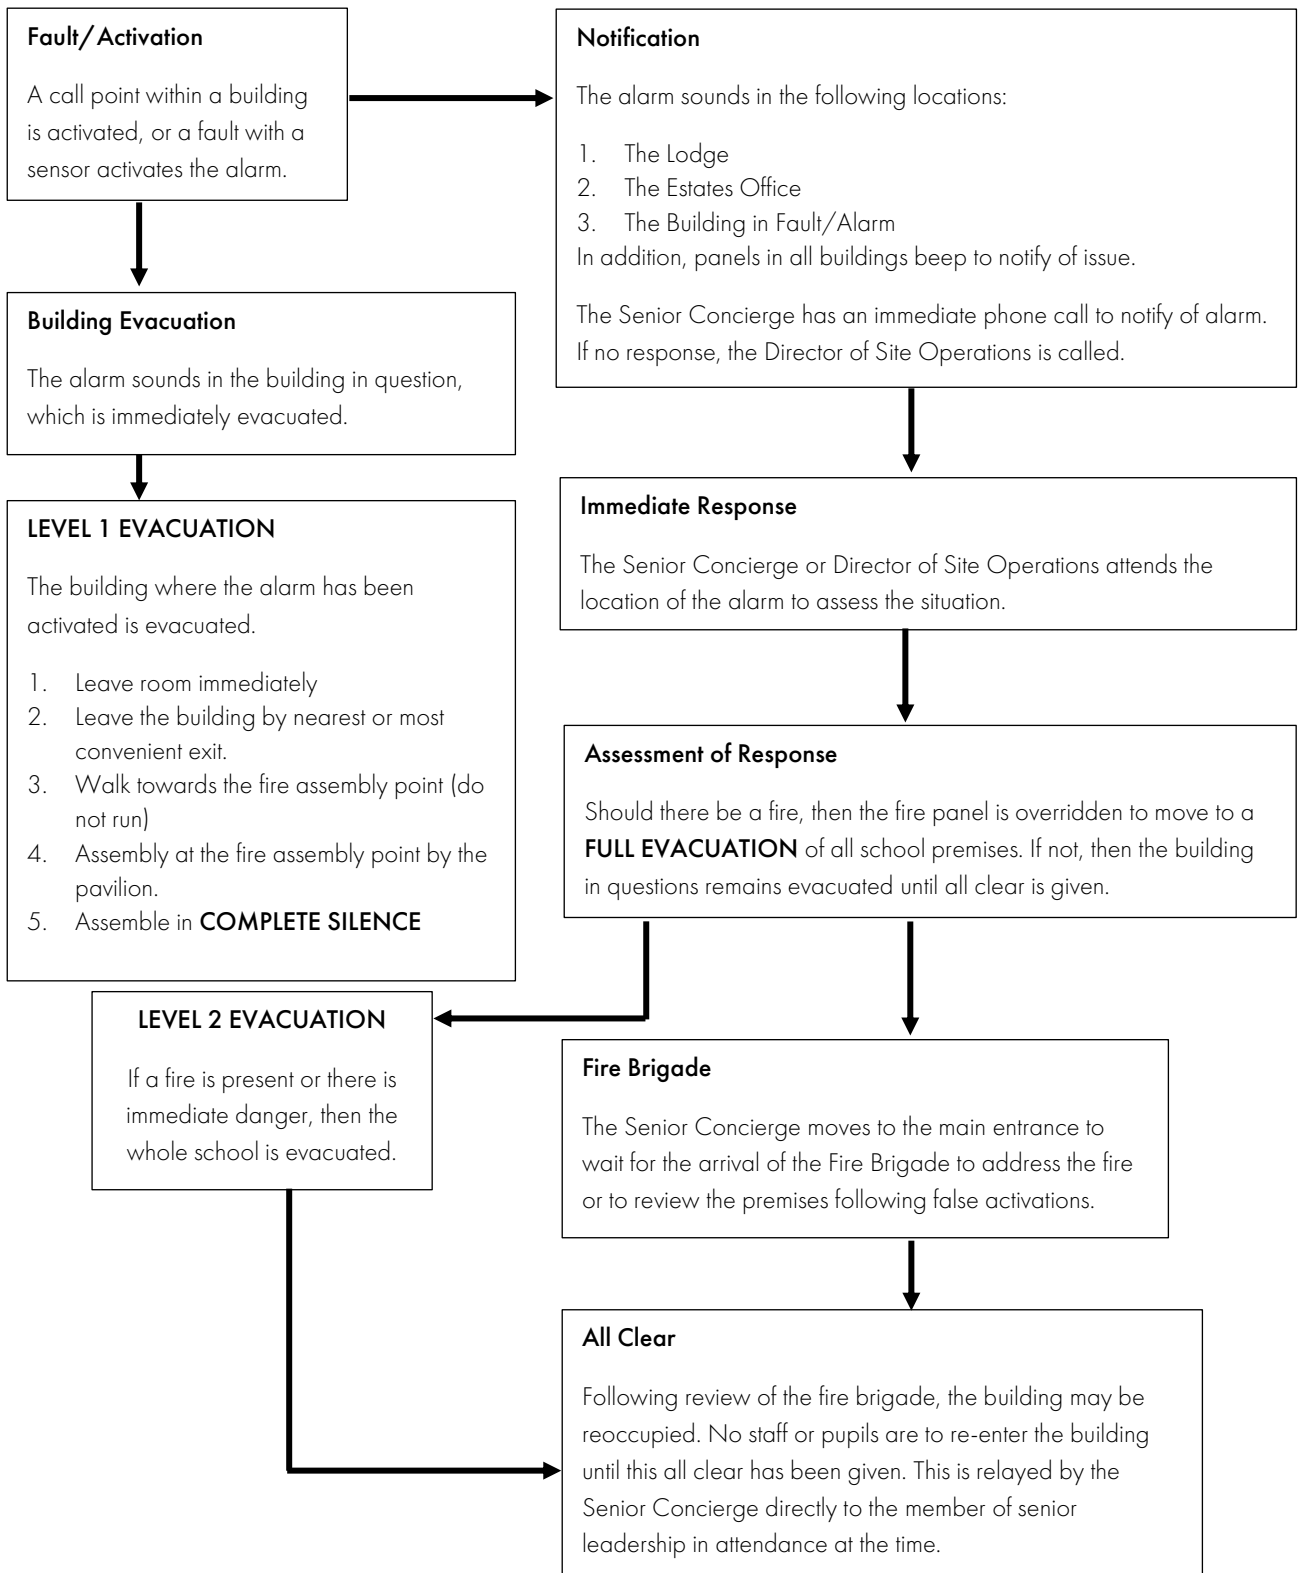 Fault/Activation
A call point within a building
is activated, or a fault with a
sensor activates the alarm.
Notification
The alarm sounds in the following locations:
1. The Lodge
2. The Estates Office
3. The Building in Fault/Alarm
In addition, panels in all buildings beep to notify of issue.
The Senior Concierge has an immediate phone call to notify of alarm.
If no response, the Director of Site Operations is called.
Building Evacuation
The alarm sounds in the building in question,
which is immediately evacuated.
LEVEL 1 EVACUATION
The building where the alarm has been
activated is evacuated.
1. Leave room immediately
2. Leave the building by nearest or most
convenient exit.
3. Walk towards the fire assembly point (do
not run)
4. Assembly at the fire assembly point by the
pavilion.
5. Assemble in COMPLETE SILENCE
Immediate Response
The Senior Concierge or Director of Site Operations attends the
location of the alarm to assess the situation.
Assessment of Response
Should there be a fire, then the fire panel is overridden to move to a
FULL EVACUATION of all school premises. If not, then the building
in questions remains evacuated until all clear is given.
LEVEL 2 EVACUATION
If a fire is present or there is
immediate danger, then the
whole school is evacuated.
Fire Brigade
The Senior Concierge moves to the main entrance to
wait for the arrival of the Fire Brigade to address the fire
or to review the premises following false activations.
All Clear
Following review of the fire brigade, the building may be
reoccupied. No staff or pupils are to re-enter the building
until this all clear has been given. This is relayed by the
Senior Concierge directly to the member of senior
leadership in attendance at the time.